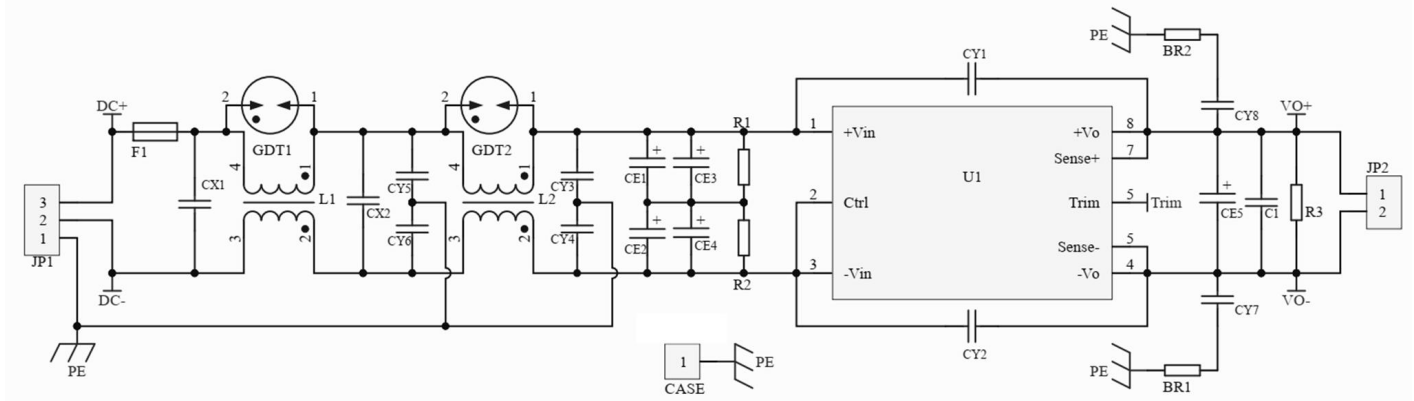 PE
BR2
CY1
CY8
DC+
2
1
2
1
VO+
F1
GDT1
GDT2
R1
1
+Vin
+Vo
8
Sense+
7
4
1
4
1
CX1
L1
CY5
CX2
CY6
L2
CY3
CY4
+
CE1
+
CE3
CE2
CE4
U1
JP2
3
2
1
JP1
2
Ctrl
Trim
5
Trim
+
CE5
C1
R3
1
2
3
2
3
2
Sense-
5
3
-Vin
-Vo
4
DC-
R2
VO-
CY7
PE
CY2
1
CASE
PE
PE
BR1